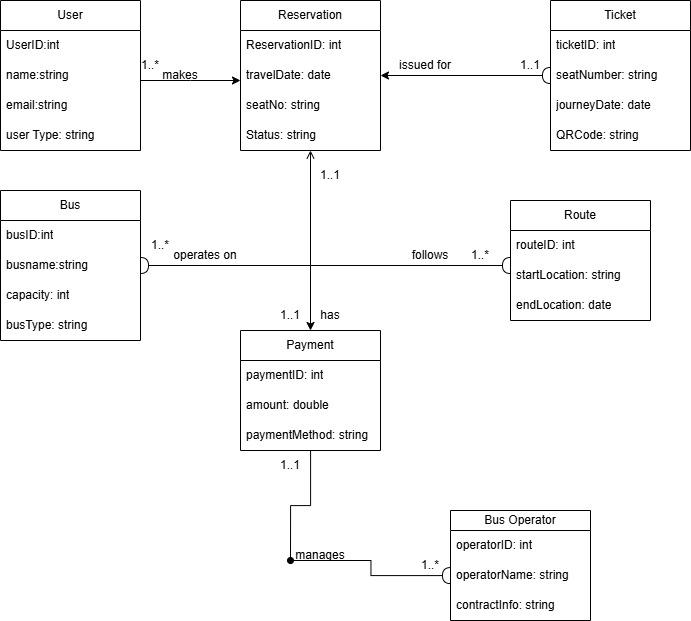 User
UserID:int
name:string
email:string
user Type: string
1..*
makes
Reservation
ReservationID: int
travelDate: date
seatNo: string
Status: string
issued for
1..1
Ticket
ticketID: int
seatNumber: string
journeyDate: date
QRCode: string
1..1
Bus
busID:int
busname:string
capacity: int
busType: string
1..*
operates on
follows
1..*
Route
routeID: int
startLocation: string
endLocation: date
1..1
has
Payment
paymentID: int
amount: double
paymentMethod: string
1..1
manages
1..*
Bus Operator
operatorID: int
operatorName: string
contractInfo: string